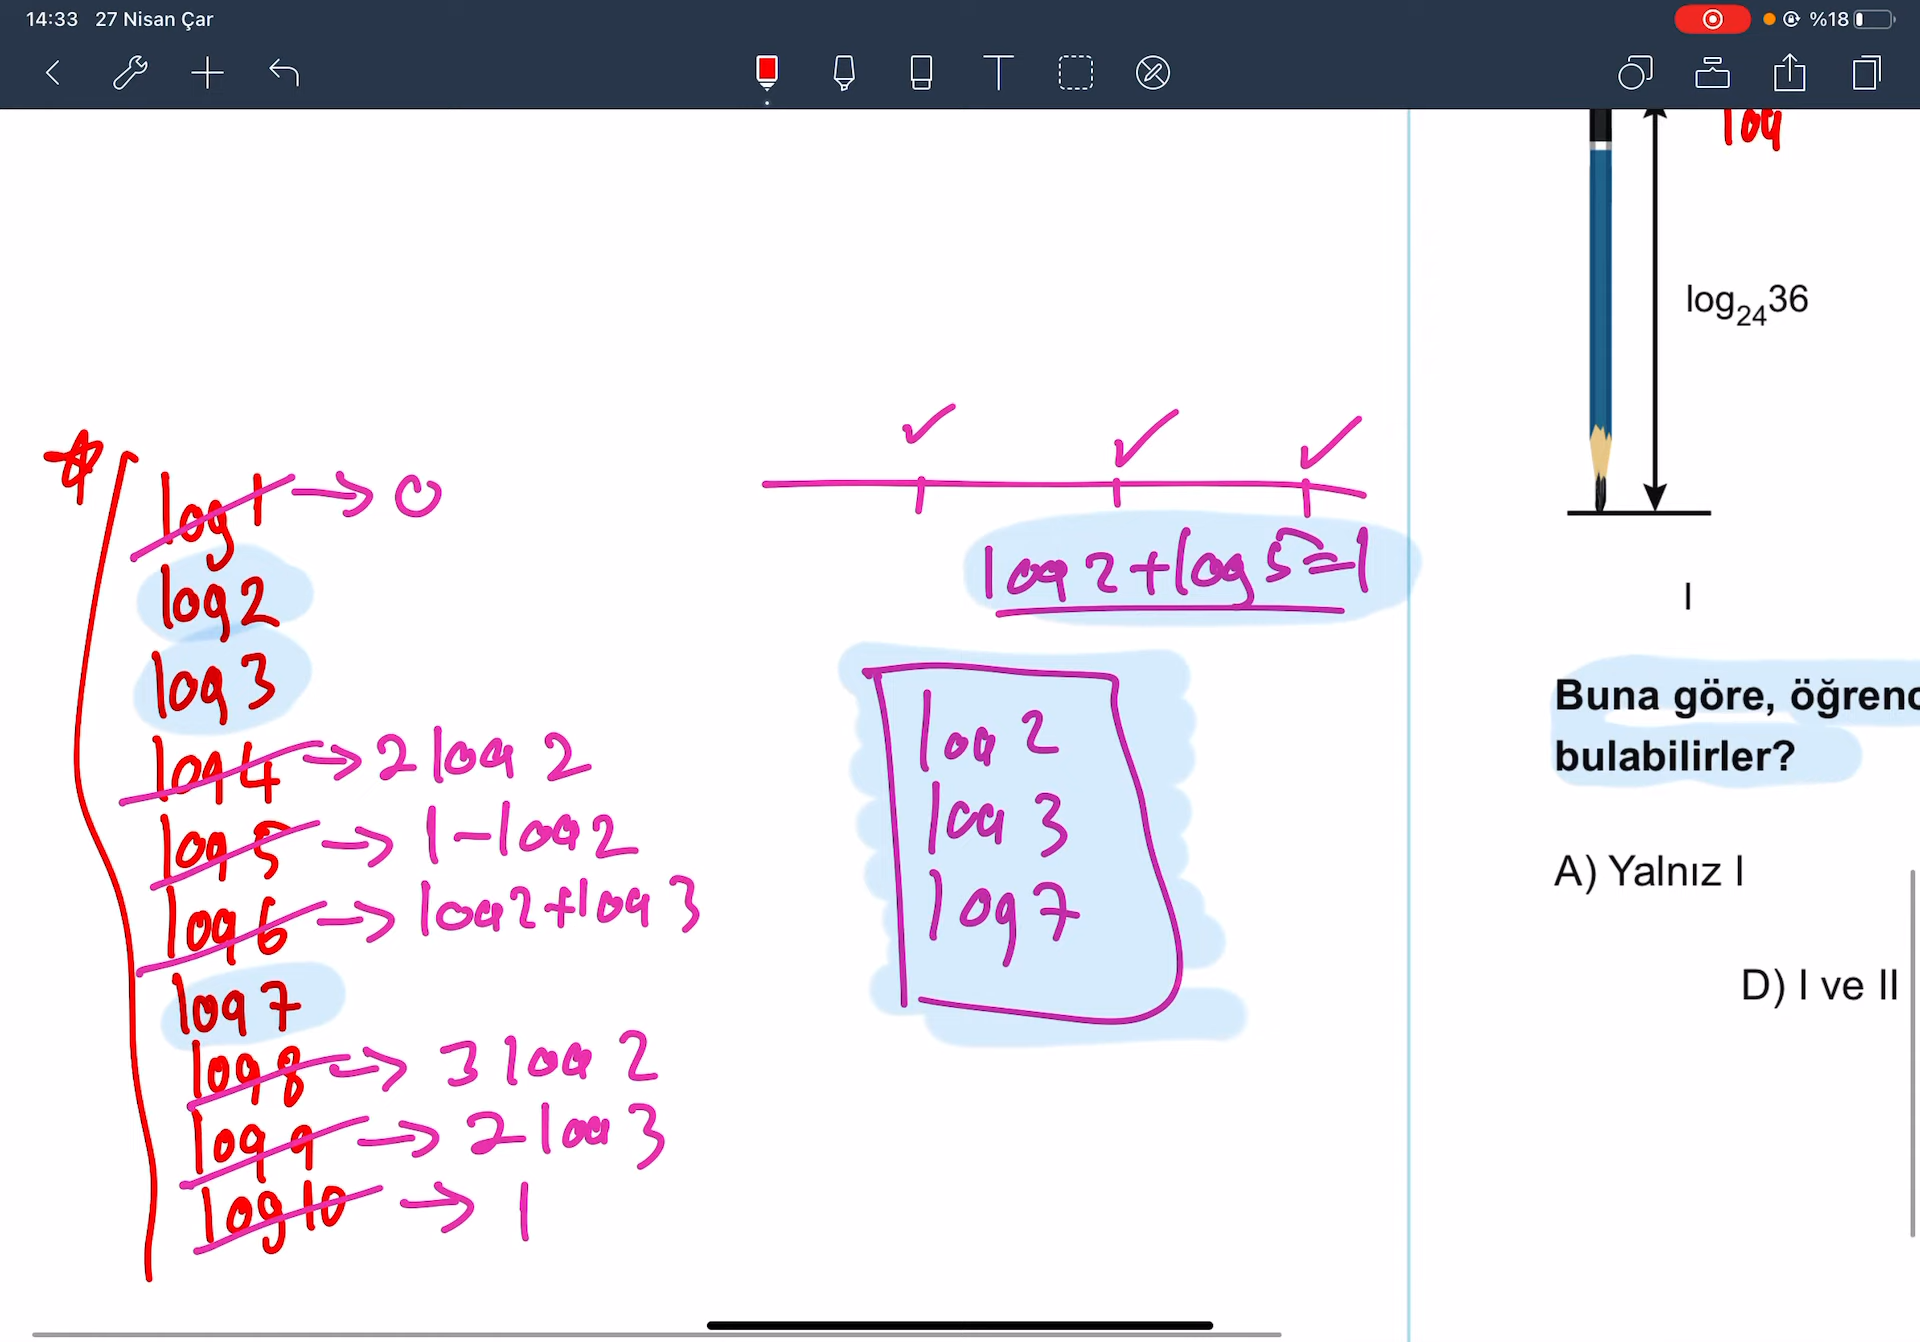 14:33 27 Nisan Çar %18
log
log₂₄36
log 1 → 0
log 2
log 3
log 4 → 2 log 2
log 5 → 1 - log 2
log 6 → log 2 + log 3
log 7
log 8 → 3 log 2
log 9 → 2 log 3
log 10 → 1
log 2 + log 5 = 1
log 2
log 3
log 7
I
Buna göre, öğrenc
bulabilirler?
A) Yalnız I
D) I ve II